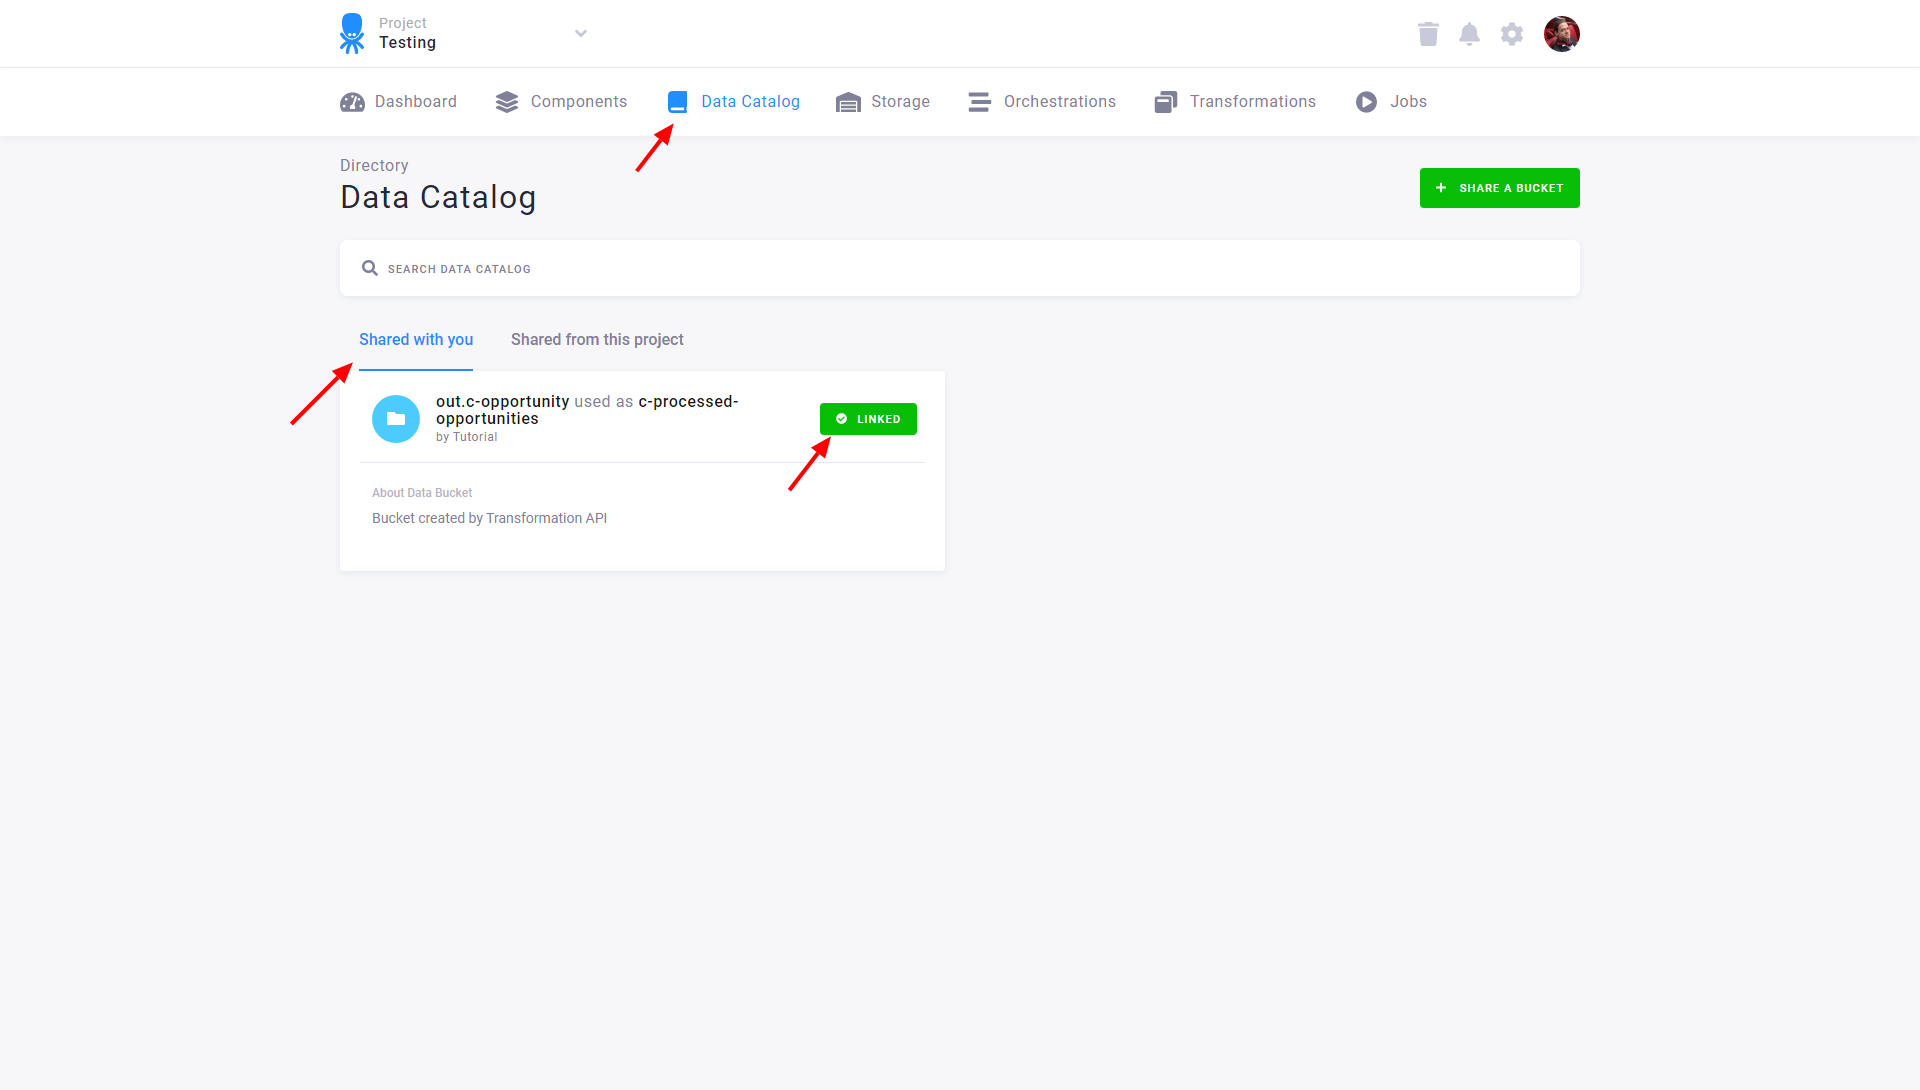 Project
Testing
Dashboard Components Data Catalog Storage Orchestrations Transformations Jobs
Directory
Data Catalog
SHARE A BUCKET
SEARCH DATA CATALOG
Shared with you Shared from this project
out.c-opportunity used as c-processed-
opportunities
by Tutorial
LINKED
About Data Bucket
Bucket created by Transformation API